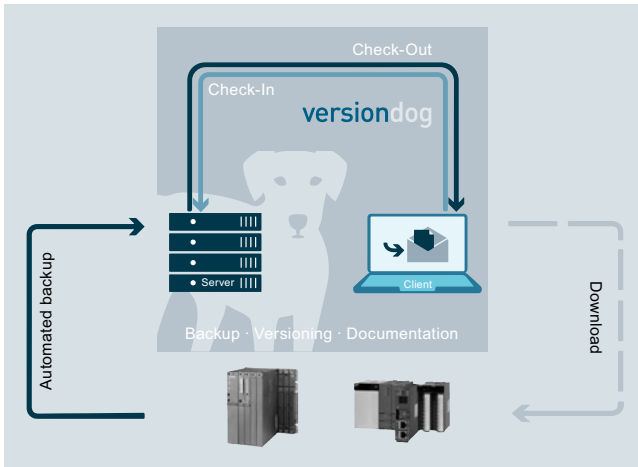 Check-Out
Check-In
versiondog
Server
Client
Automated backup
Download
Backup · Versioning · Documentation